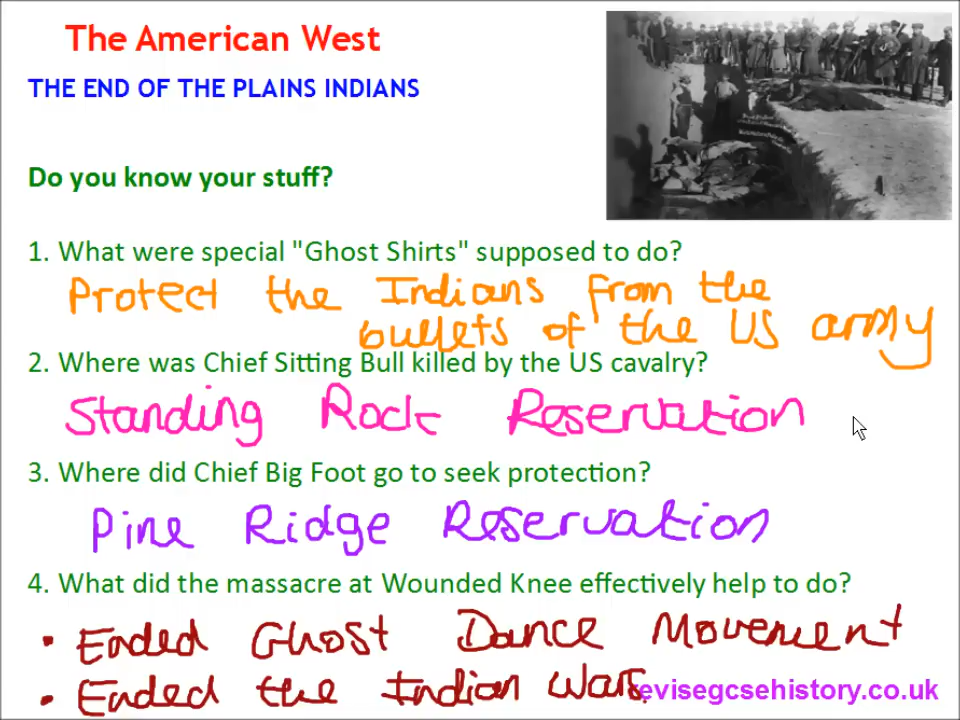 The American West
THE END OF THE PLAINS INDIANS
Do you know your stuff?
1. What were special "Ghost Shirts" supposed to do?
Protect the Indians from the
bullets of the US army
2. Where was Chief Sitting Bull killed by the US cavalry?
Standing Rock Reservation
3. Where did Chief Big Foot go to seek protection?
Pine Ridge Reservation
4. What did the massacre at Wounded Knee effectively help to do?
• Ended Ghost Dance Movement
• Ended the Indian Wars.
evisegcsehistory.co.uk